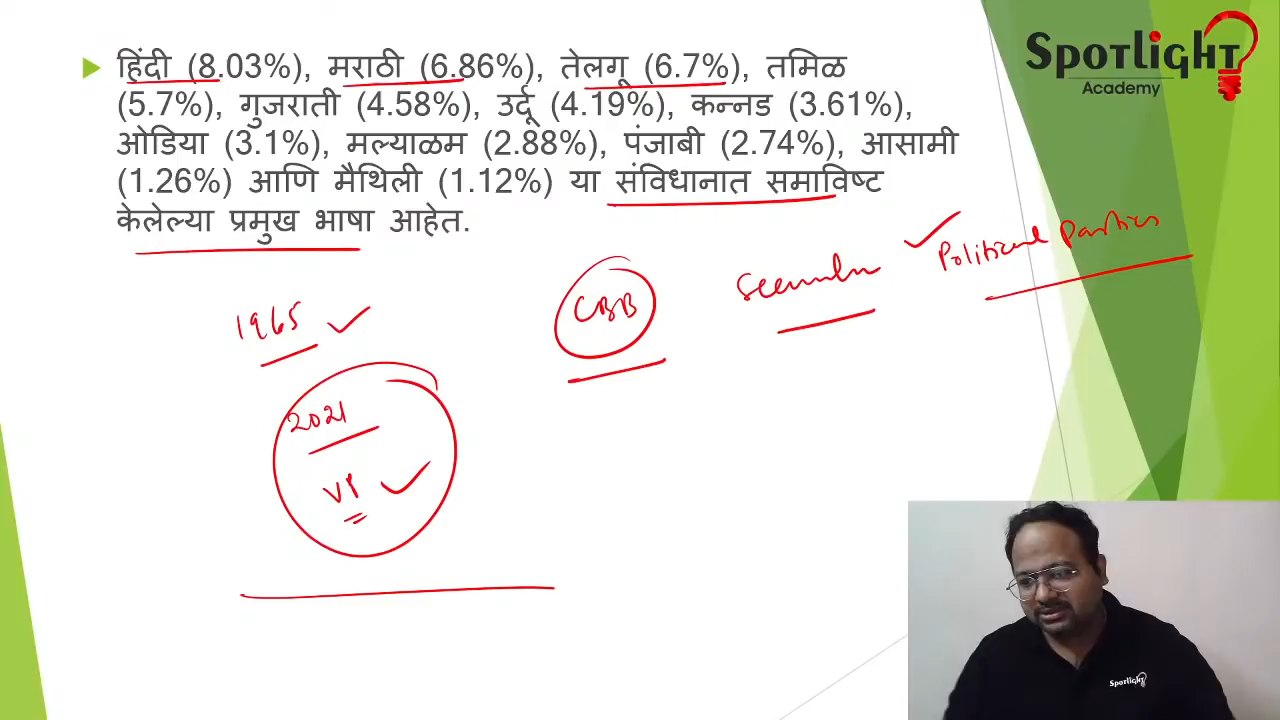 SPOTLIGHT
Academy
हिंदी (8.03%), मराठी (6.86%), तेलगू (6.7%), तमिळ
(5.7%), गुजराती (4.58%), उर्दू (4.19%), कन्नड (3.61%),
ओडिया (3.1%), मल्याळम (2.88%), पंजाबी (2.74%), आसामी
(1.26%) आणि मैथिली (1.12%) या संविधानात समाविष्ट
केलेल्या प्रमुख भाषा आहेत.
Political Parties
1965
2021
Spotlight